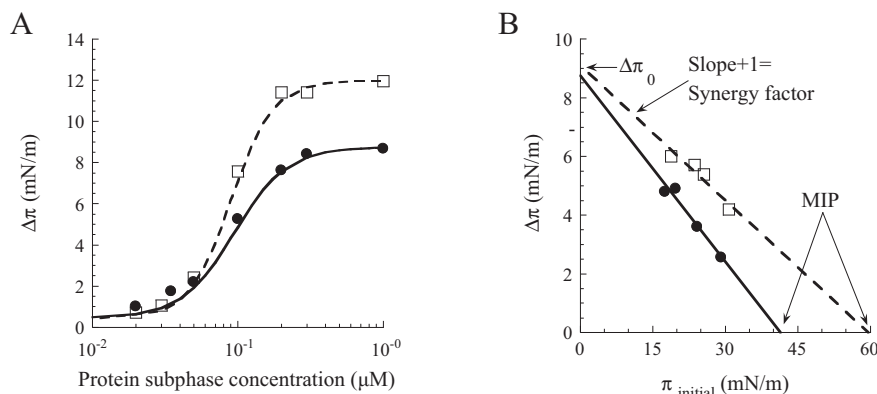 A
14
12
10
8
6
4
2
0
Δπ (mN/m)
10⁻² 10⁻¹ 10⁻⁰
Protein subphase concentration (μM)
B
10
8
6
4
2
0
Δπ (mN/m)
Δπ₀
Slope+1=
Synergy factor
MIP
0 15 30 45 60
π initial (mN/m)